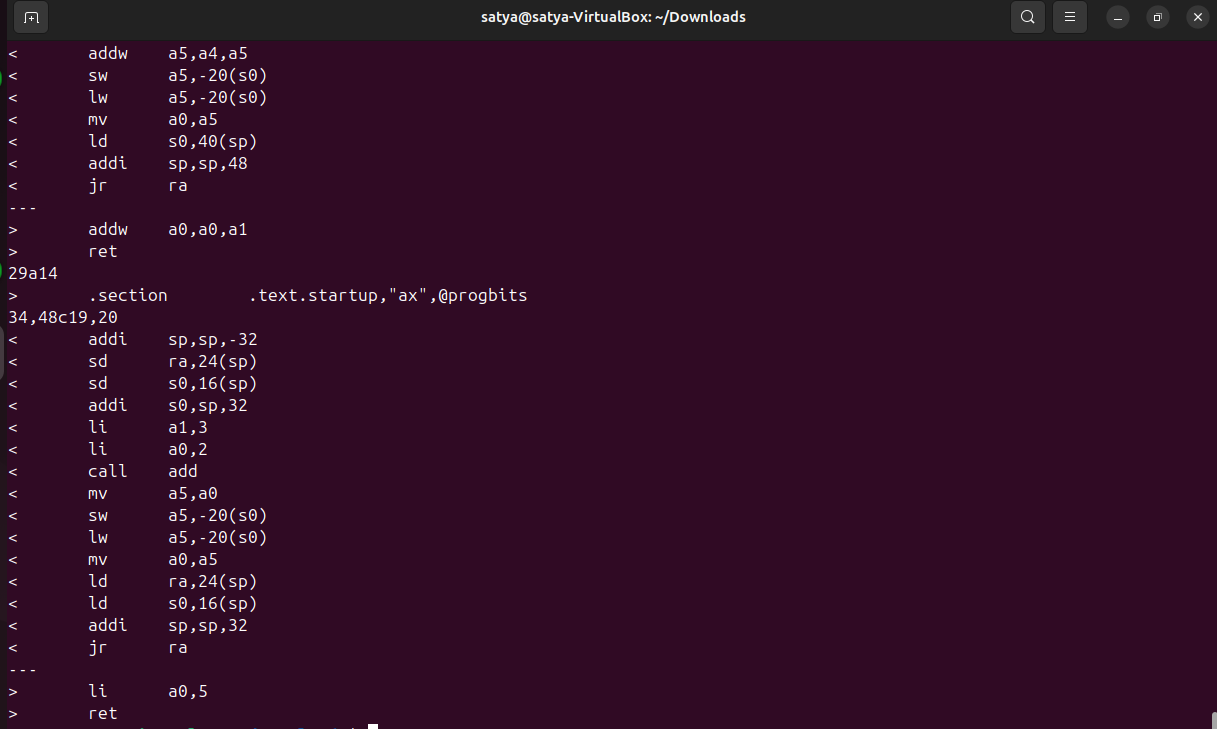 satya@satya-VirtualBox: ~/Downloads
< addw a5,a4,a5
< sw a5,-20(s0)
< lw a5,-20(s0)
< mv a0,a5
< ld s0,40(sp)
< addi sp,sp,48
< jr ra
---
> addw a0,a0,a1
> ret
29a14
> .section .text.startup,"ax",@progbits
34,48c19,20
< addi sp,sp,-32
< sd ra,24(sp)
< sd s0,16(sp)
< addi s0,sp,32
< li a1,3
< li a0,2
< call add
< mv a5,a0
< sw a5,-20(s0)
< lw a5,-20(s0)
< mv a0,a5
< ld ra,24(sp)
< ld s0,16(sp)
< addi sp,sp,32
< jr ra
---
> li a0,5
> ret